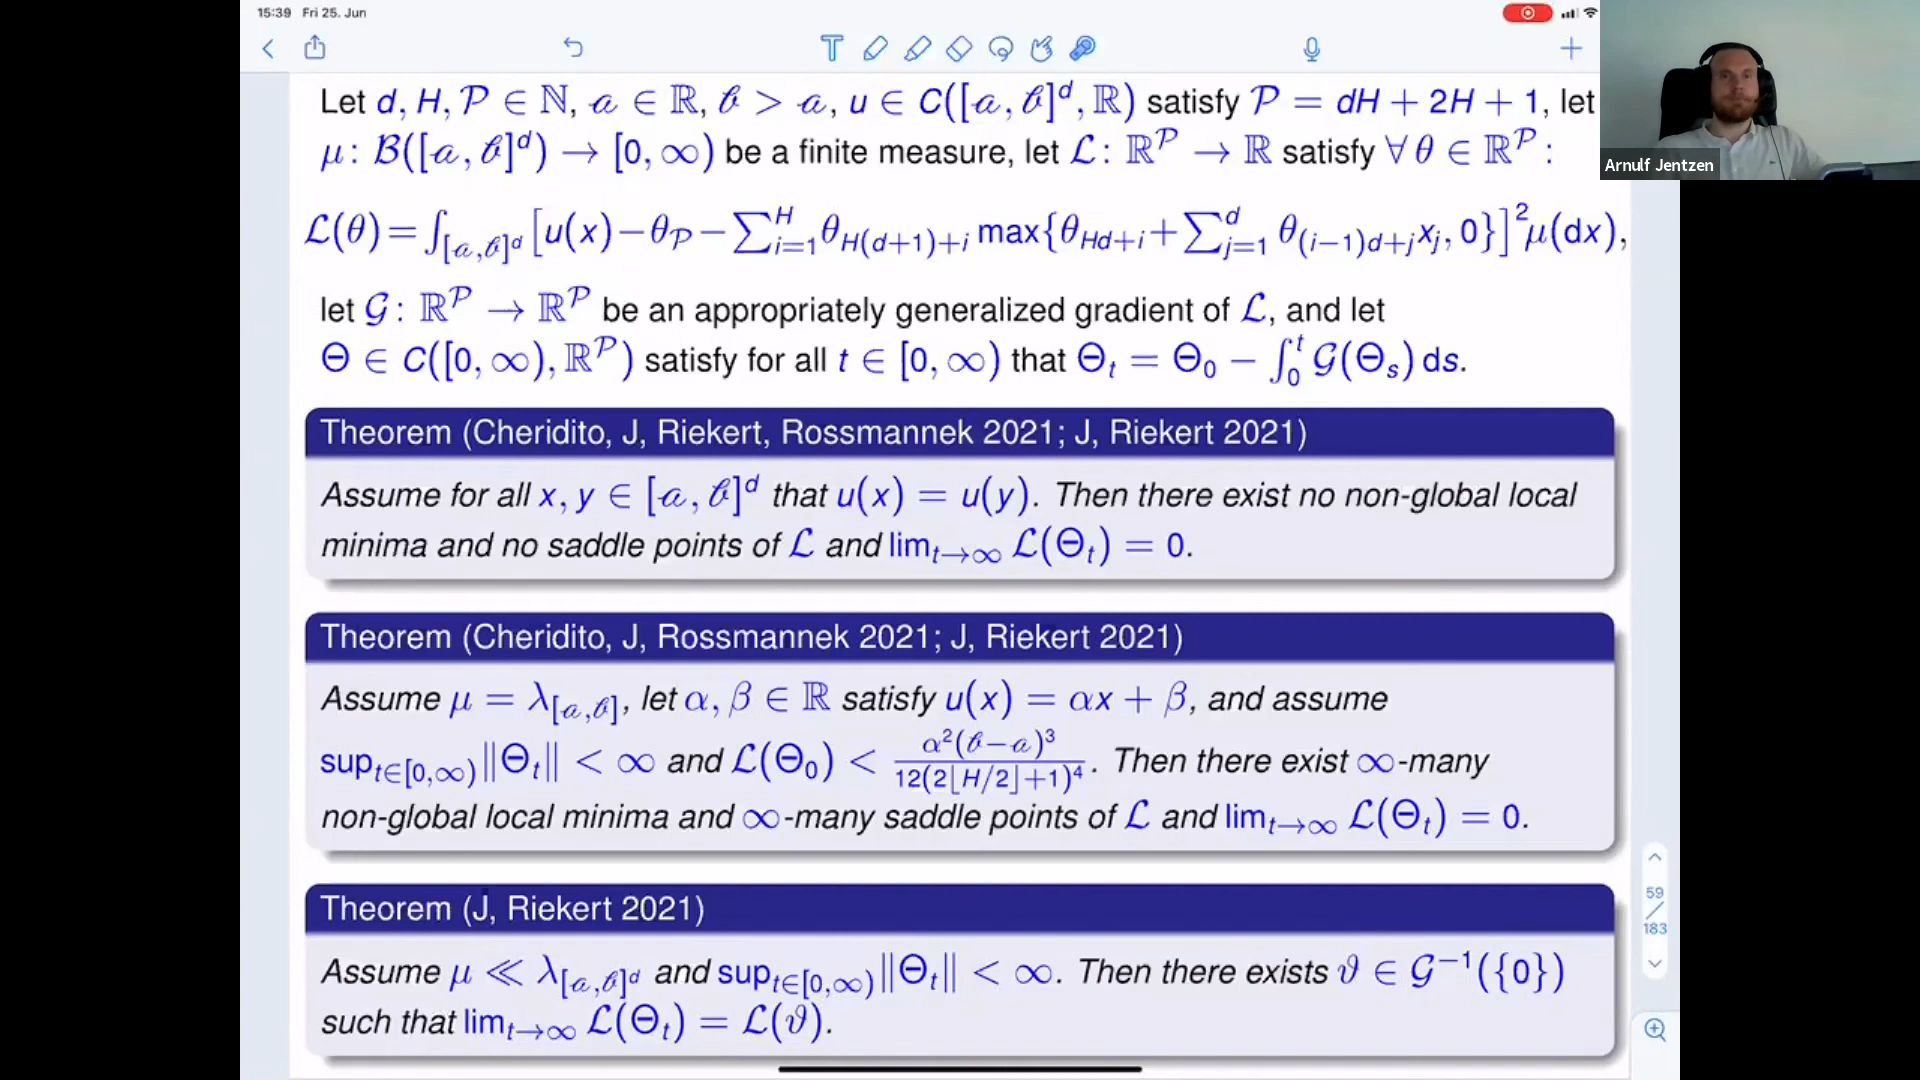 15:39 Fri 25. Jun
Let d, H, 𝒫 ∈ ℕ, 𝒶 ∈ ℝ, 𝒷 > 𝒶, u ∈ C([𝒶, 𝒷]^d, ℝ) satisfy 𝒫 = dH + 2H + 1, let
μ: ℬ([𝒶, 𝒷]^d) → [0, ∞) be a finite measure, let ℒ: ℝ^𝒫 → ℝ satisfy ∀ θ ∈ ℝ^𝒫:
Arnulf Jentzen
ℒ(θ) = ∫_{[𝒶,𝒷]^d} [u(x) − θ_𝒫 − ∑_{i=1}^H θ_{H(d+1)+i} max{θ_{Hd+i} + ∑_{j=1}^d θ_{(i−1)d+j} x_j, 0}]^2 μ(dx),
let 𝒢: ℝ^𝒫 → ℝ^𝒫 be an appropriately generalized gradient of ℒ, and let
Θ ∈ C([0, ∞), ℝ^𝒫) satisfy for all t ∈ [0, ∞) that Θ_t = Θ_0 − ∫_0^t 𝒢(Θ_s) ds.
Theorem (Cheridito, J, Riekert, Rossmannek 2021; J, Riekert 2021)
Assume for all x, y ∈ [𝒶, 𝒷]^d that u(x) = u(y). Then there exist no non-global local
minima and no saddle points of ℒ and lim_{t→∞} ℒ(Θ_t) = 0.
Theorem (Cheridito, J, Rossmannek 2021; J, Riekert 2021)
Assume μ = λ_{[𝒶,𝒷]}, let α, β ∈ ℝ satisfy u(x) = αx + β, and assume
sup_{t∈[0,∞)} ||Θ_t|| < ∞ and ℒ(Θ_0) < α^2(𝒷−𝒶)^3 / 12(2⌊H/2⌋+1)^4. Then there exist ∞-many
non-global local minima and ∞-many saddle points of ℒ and lim_{t→∞} ℒ(Θ_t) = 0.
Theorem (J, Riekert 2021)
Assume μ ≪ λ_{[𝒶,𝒷]^d} and sup_{t∈[0,∞)} ||Θ_t|| < ∞. Then there exists ϑ ∈ 𝒢^{−1}({0})
such that lim_{t→∞} ℒ(Θ_t) = ℒ(ϑ).
59
/
183